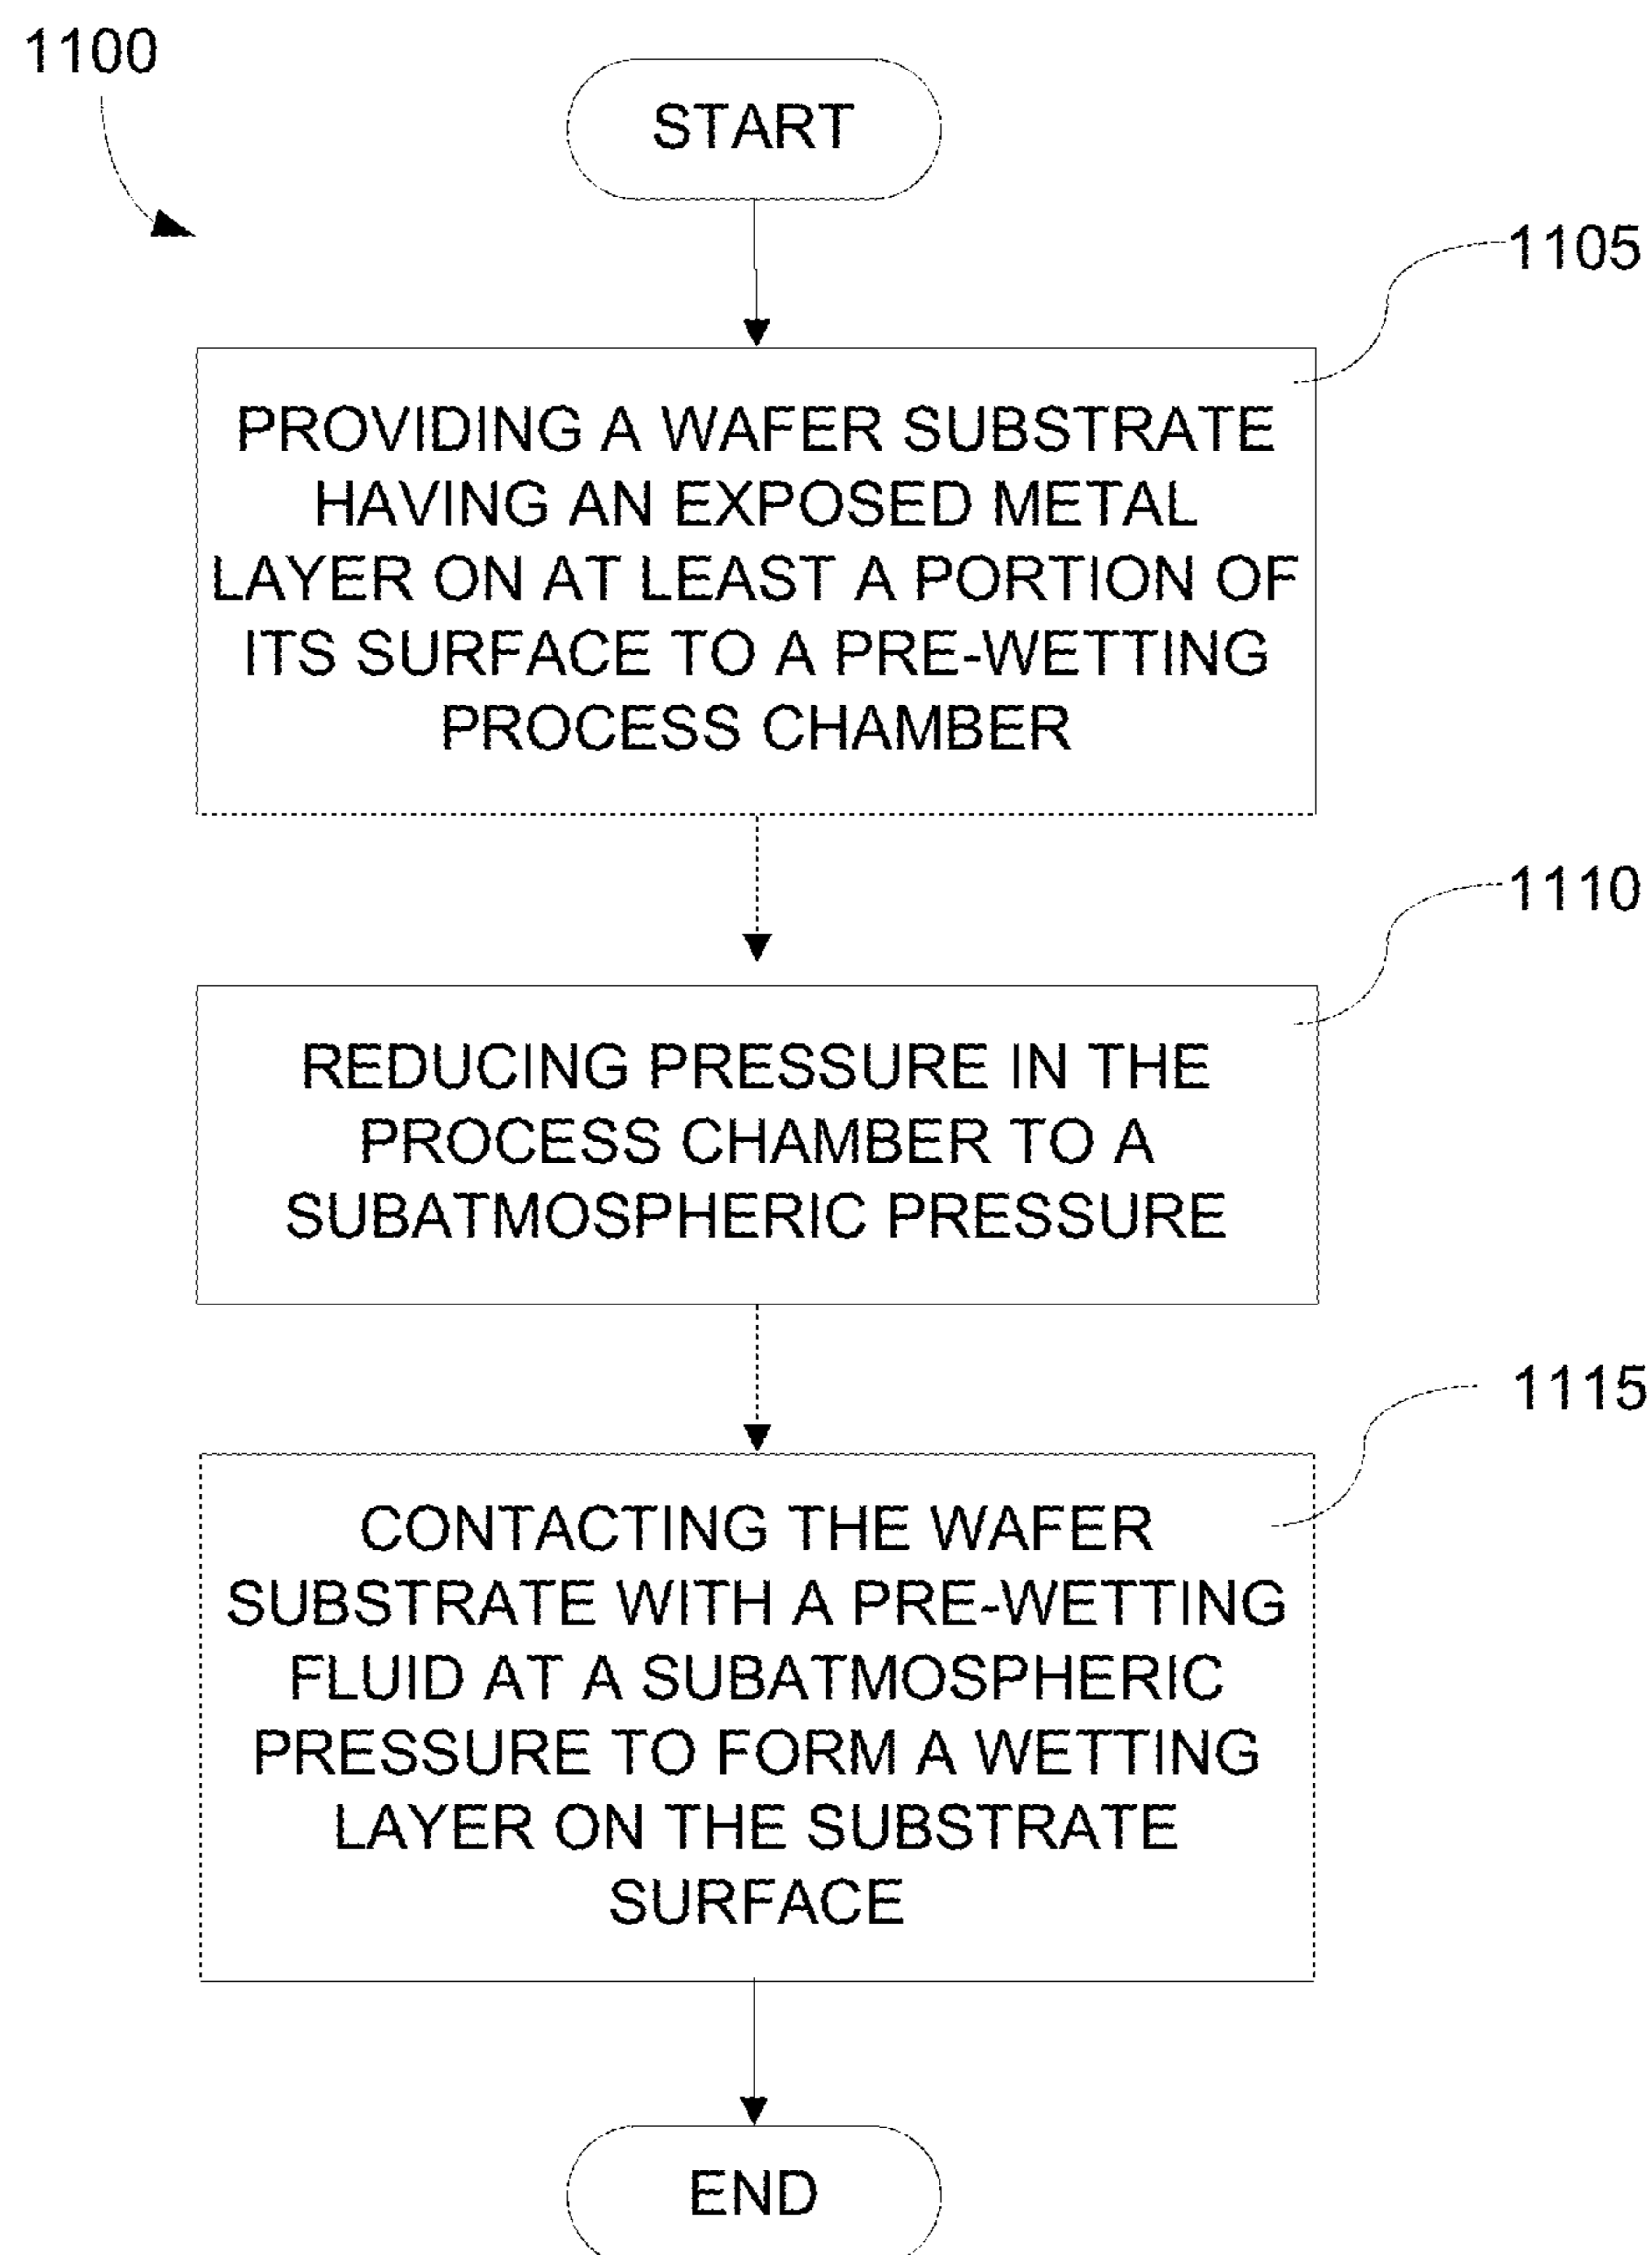 1100
START
1105
PROVIDING A WAFER SUBSTRATE
HAVING AN EXPOSED METAL
LAYER ON AT LEAST A PORTION OF
ITS SURFACE TO A PRE-WETTING
PROCESS CHAMBER
1110
REDUCING PRESSURE IN THE
PROCESS CHAMBER TO A
SUBATMOSPHERIC PRESSURE
1115
CONTACTING THE WAFER
SUBSTRATE WITH A PRE-WETTING
FLUID AT A SUBATMOSPHERIC
PRESSURE TO FORM A WETTING
LAYER ON THE SUBSTRATE
SURFACE
END